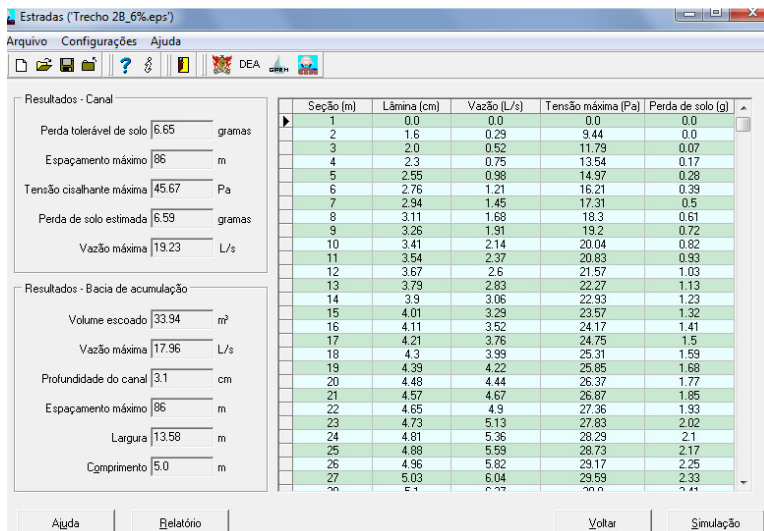 Estradas ('Trecho 2B_6%.eps')
Arquivo Configurações Ajuda
DEA
Resultados - Canal
Perda tolerável de solo 6.65 gramas
Espaçamento máximo 86 m
Tensão cisalhante máxima 45.67 Pa
Perda de solo estimada 6.59 gramas
Vazão máxima 19.23 L/s
Resultados - Bacia de acumulação
Volume escoado 33.94 m³
Vazão máxima 17.96 L/s
Profundidade do canal 3.1 cm
Espaçamento máximo 86 m
Largura 13.58 m
Comprimento 5.0 m
Seção (m) Lâmina (cm) Vazão (L/s) Tensão máxima (Pa) Perda de solo (g)
1 0.0 0.0 0.0 0.0
2 1.6 0.29 9.44 0.0
3 2.0 0.52 11.79 0.07
4 2.3 0.75 13.54 0.17
5 2.55 0.98 14.97 0.28
6 2.76 1.21 16.21 0.39
7 2.94 1.45 17.31 0.5
8 3.11 1.68 18.3 0.61
9 3.26 1.91 19.2 0.72
10 3.41 2.14 20.04 0.82
11 3.54 2.37 20.83 0.93
12 3.67 2.6 21.57 1.03
13 3.79 2.83 22.27 1.13
14 3.9 3.06 22.93 1.23
15 4.01 3.29 23.57 1.32
16 4.11 3.52 24.17 1.41
17 4.21 3.76 24.75 1.5
18 4.3 3.99 25.31 1.59
19 4.39 4.22 25.85 1.68
20 4.48 4.44 26.37 1.77
21 4.57 4.67 26.87 1.85
22 4.65 4.9 27.36 1.93
23 4.73 5.13 27.83 2.02
24 4.81 5.36 28.29 2.1
25 4.88 5.59 28.73 2.17
26 4.96 5.82 29.17 2.25
27 5.03 6.04 29.59 2.33
Ajuda Relatório Voltar Simulação